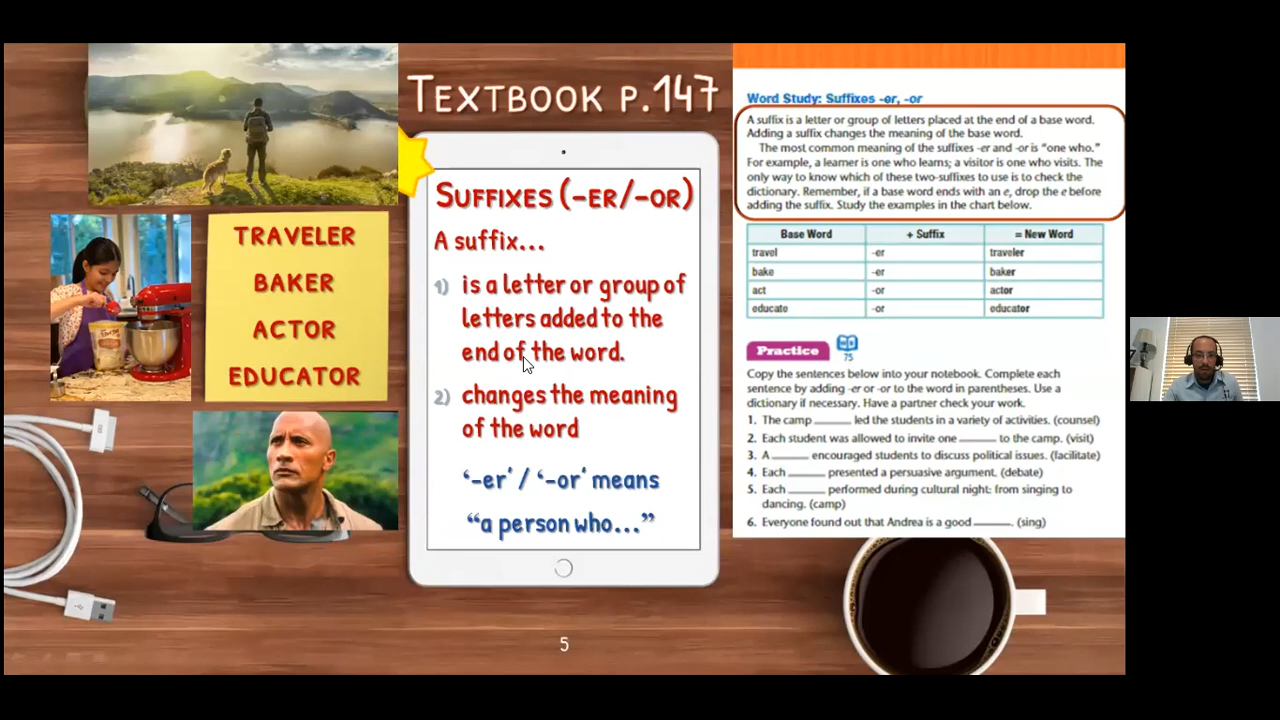 TEXTBOOK P.147
TRAVELER
BAKER
ACTOR
EDUCATOR
SUFFIXES (-ER/-OR)
A suffix...
1) is a letter or group of
letters added to the
end of the word.
2) changes the meaning
of the word
‘-er’ / ‘-or’ means
“a person who...”
5
Word Study: Suffixes -er, -or
A suffix is a letter or group of letters placed at the end of a base word.
Adding a suffix changes the meaning of the base word.
The most common meaning of the suffixes -er and -or is “one who.”
For example, a learner is one who learns; a visitor is one who visits. The
only way to know which of these two-suffixes to use is to check the
dictionary. Remember, if a base word ends with an e, drop the e before
adding the suffix. Study the examples in the chart below.
Base Word + Suffix = New Word
travel -er traveler
bake -er baker
act -or actor
educate -or educator
Practice
75
Copy the sentences below into your notebook. Complete each
sentence by adding -er or -or to the word in parentheses. Use a
dictionary if necessary. Have a partner check your work.
1. The camp ______ led the students in a variety of activities. (counsel)
2. Each student was allowed to invite one ______ to the camp. (visit)
3. A ______ encouraged students to discuss political issues. (facilitate)
4. Each ______ presented a persuasive argument. (debate)
5. Each ______ performed during cultural night: from singing to
dancing. (camp)
6. Everyone found out that Andrea is a good ______. (sing)